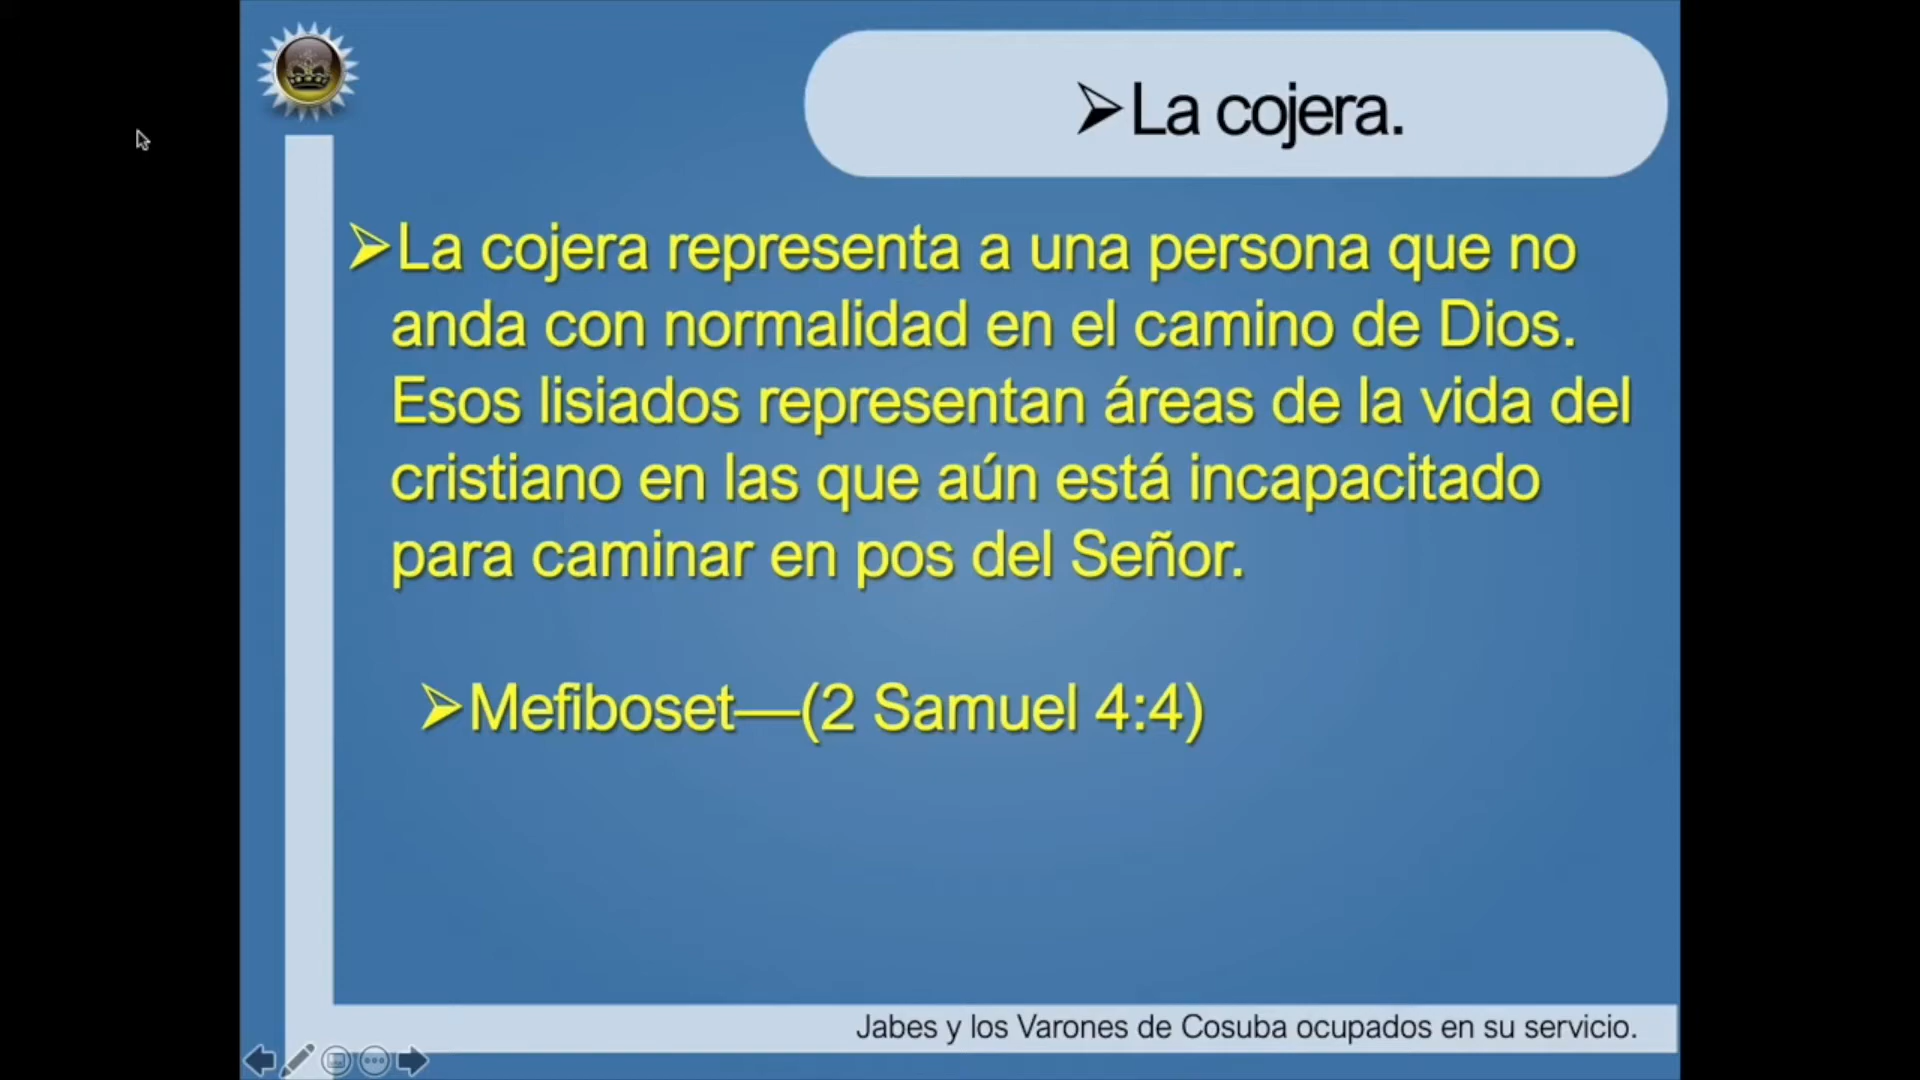 ➢La cojera.
➢La cojera representa a una persona que no
anda con normalidad en el camino de Dios.
Esos lisiados representan áreas de la vida del
cristiano en las que aún está incapacitado
para caminar en pos del Señor.
➢Mefiboset—(2 Samuel 4:4)
Jabes y los Varones de Cosuba ocupados en su servicio.